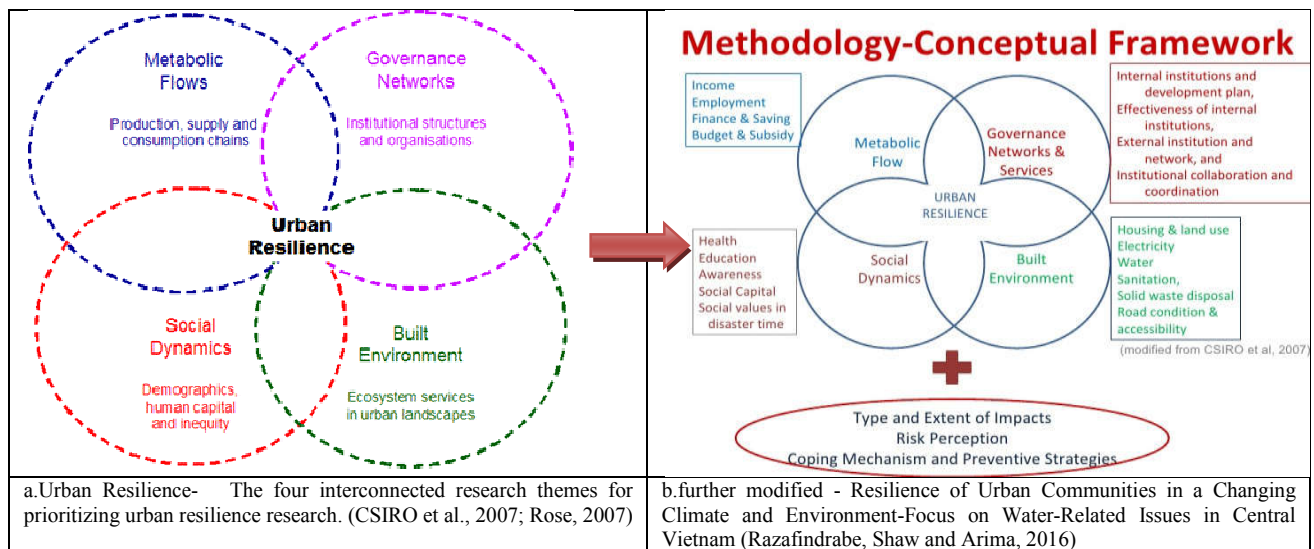 Metabolic
Flows
Production, supply and
consumption chains
Governance
Networks
Institutional structures
and organisations
Urban
Resilience
Social
Dynamics
Demographics,
human capital
and inequity
Built
Environment
Ecosystem services
in urban landscapes
a.Urban Resilience- The four interconnected research themes for
prioritizing urban resilience research. (CSIRO et al., 2007; Rose, 2007)
Methodology-Conceptual Framework
Income
Employment
Finance & Saving
Budget & Subsidy
Metabolic
Flow
Governance
Networks &
Services
Internal institutions and
development plan,
Effectiveness of internal
institutions,
External institution and
network, and
Institutional collaboration and
coordination
URBAN
RESILIENCE
Health
Education
Awareness
Social Capital
Social values in
disaster time
Social
Dynamics
Built
Environment
Housing & land use
Electricity
Water
Sanitation,
Solid waste disposal
Road condition &
accessibility
(modified from CSIRO et al, 2007)
Type and Extent of Impacts
Risk Perception
Coping Mechanism and Preventive Strategies
b.further modified - Resilience of Urban Communities in a Changing
Climate and Environment-Focus on Water-Related Issues in Central
Vietnam (Razafindrabe, Shaw and Arima, 2016)